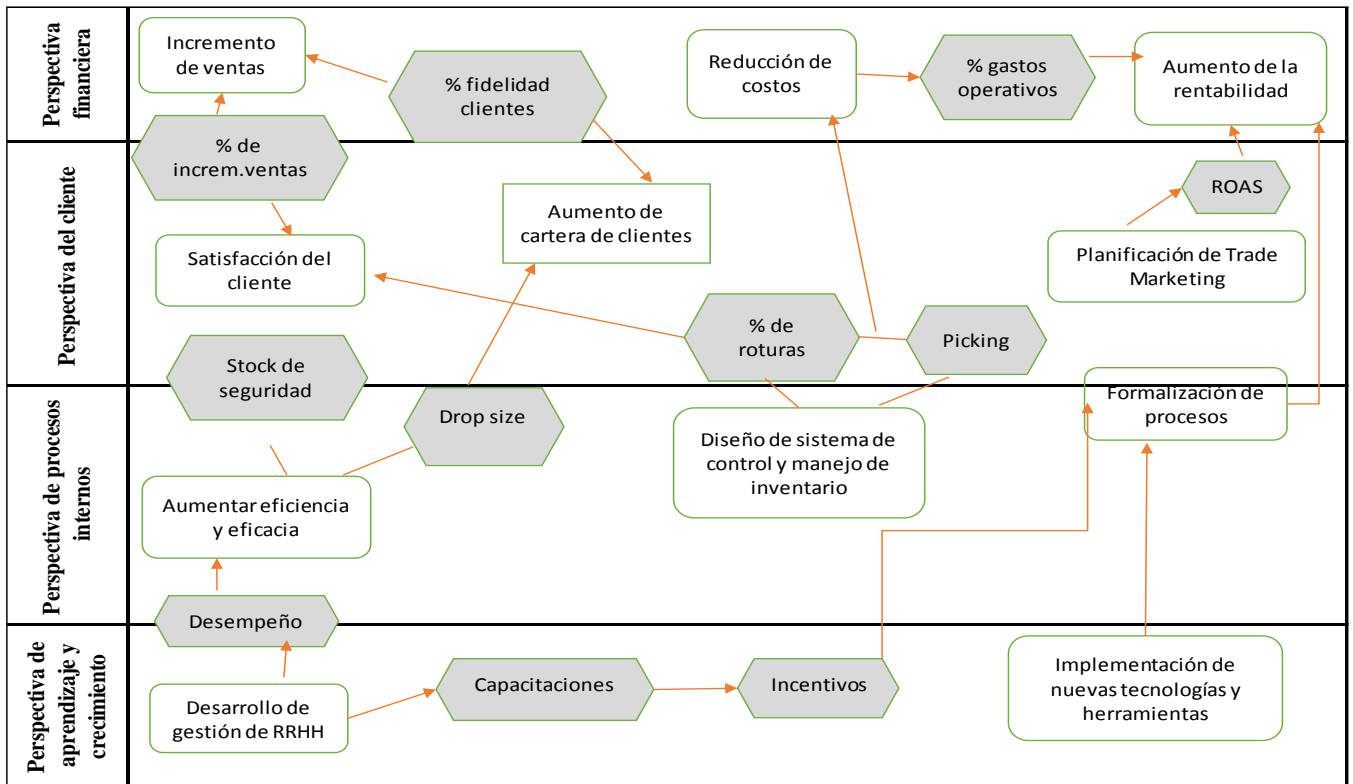 Perspectiva
financiera
Incremento
de ventas
% fidelidad
clientes
Reducción de
costos
% gastos
operativos
Aumento de la
rentabilidad
Perspectiva del cliente
% de
increm.ventas
Satisfacción del
cliente
Aumento de
cartera de clientes
ROAS
Planificación de Trade
Marketing
% de
roturas
Picking
Stock de
seguridad
Perspectiva de procesos
internos
Drop size
Diseño de sistema de
control y manejo de
inventario
Formalización de
procesos
Aumentar eficiencia
y eficacia
Desempeño
Perspectiva de
aprendizaje y
crecimiento
Desarrollo de
gestión de RRHH
Capacitaciones
Incentivos
Implementación de
nuevas tecnologías y
herramientas